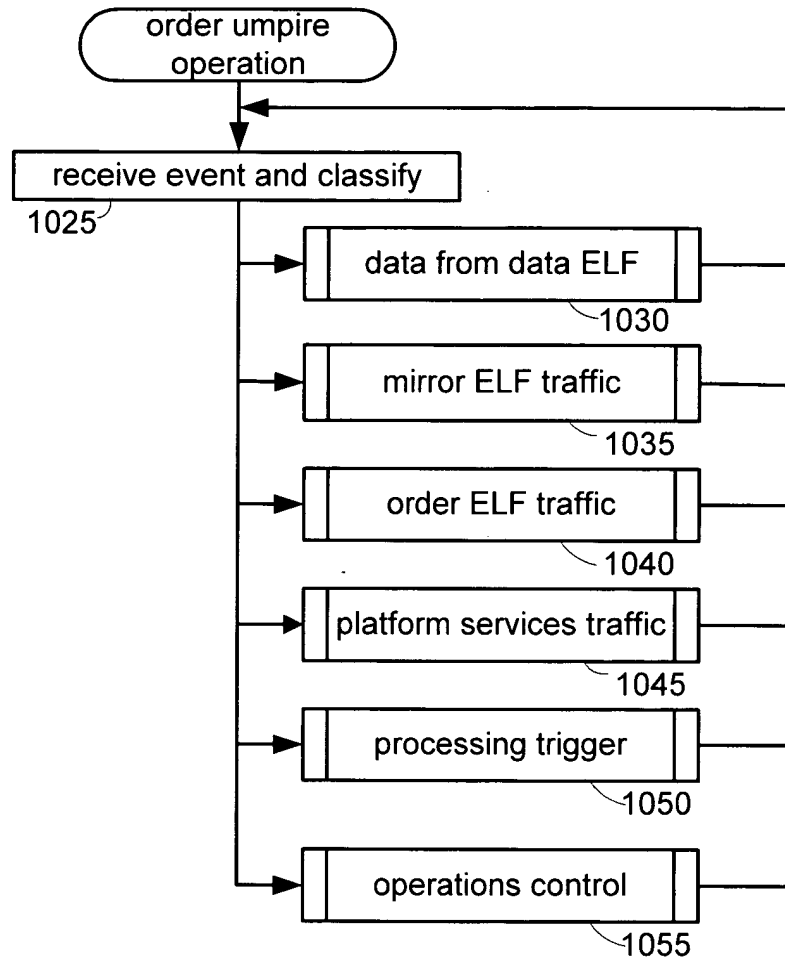 order umpire
operation
receive event and classify
1025
data from data ELF
1030
mirror ELF traffic
1035
order ELF traffic
1040
platform services traffic
1045
processing trigger
1050
operations control
1055